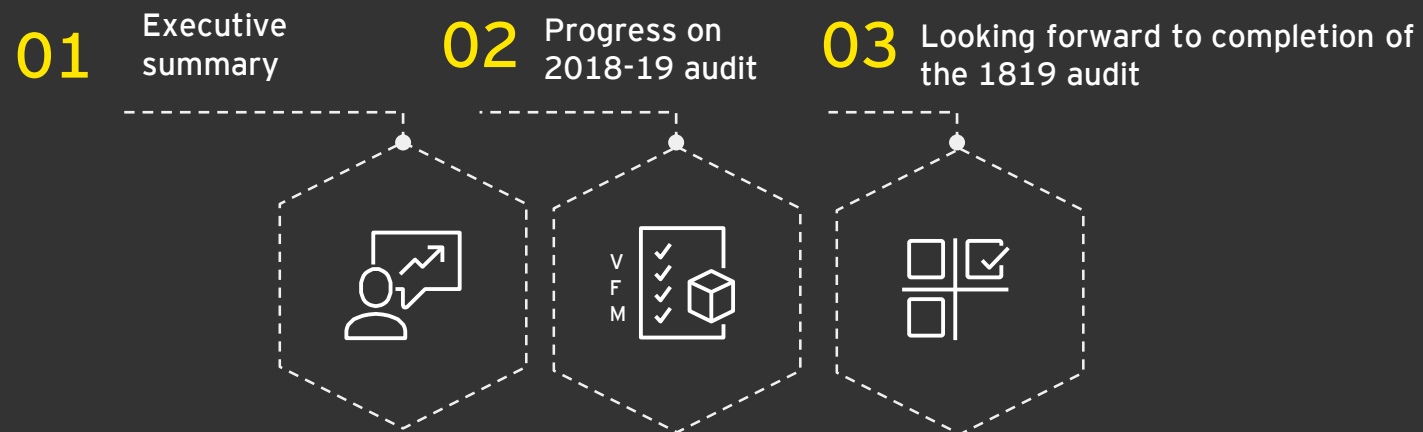 01
Executive
summary
02
Progress on
2018-19 audit
03
Looking forward to completion of
the 1819 audit
V
F
M